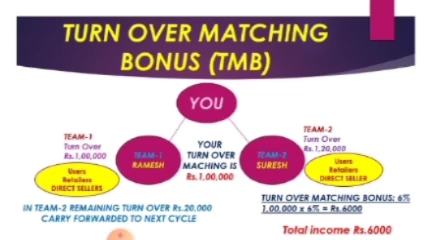 TURN OVER MATCHING
BONUS (TMB)
YOU
TEAM-1
Turn Over
Rs.1,00,000
TEAM-1
RAMESH
Users
Retailers
DIRECT SELLERS
YOUR
TURN OVER
MACHING IS
Rs.1,00,000
TEAM-2
SURESH
TEAM-2
Turn Over
Rs.1,20,000
Users
Retailers
DIRECT SELLER
IN TEAM-2 REMAINING TURN OVER Rs.20,000
CARRY FORWARDED TO NEXT CYCLE
TURN OVER MATCHING BONUS: 6%
1,00,000 x 6% = Rs.6000
Total income Rs.6000